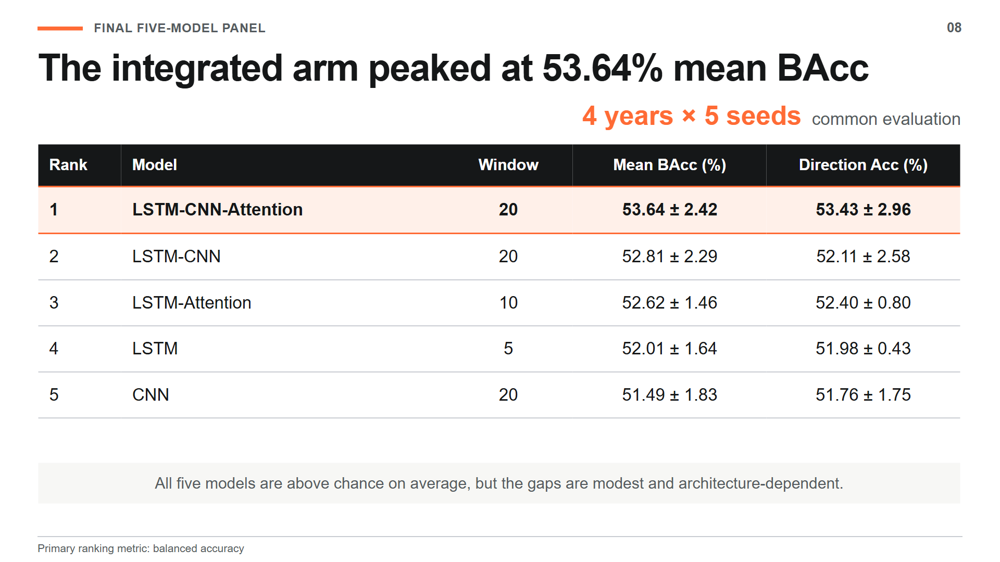 FINAL FIVE-MODEL PANEL
08
The integrated arm peaked at 53.64% mean BAcc
4 years × 5 seeds common evaluation
Rank Model Window Mean BAcc (%) Direction Acc (%)
1 LSTM-CNN-Attention 20 53.64 ± 2.42 53.43 ± 2.96
2 LSTM-CNN 20 52.81 ± 2.29 52.11 ± 2.58
3 LSTM-Attention 10 52.62 ± 1.46 52.40 ± 0.80
4 LSTM 5 52.01 ± 1.64 51.98 ± 0.43
5 CNN 20 51.49 ± 1.83 51.76 ± 1.75
All five models are above chance on average, but the gaps are modest and architecture-dependent.
Primary ranking metric: balanced accuracy